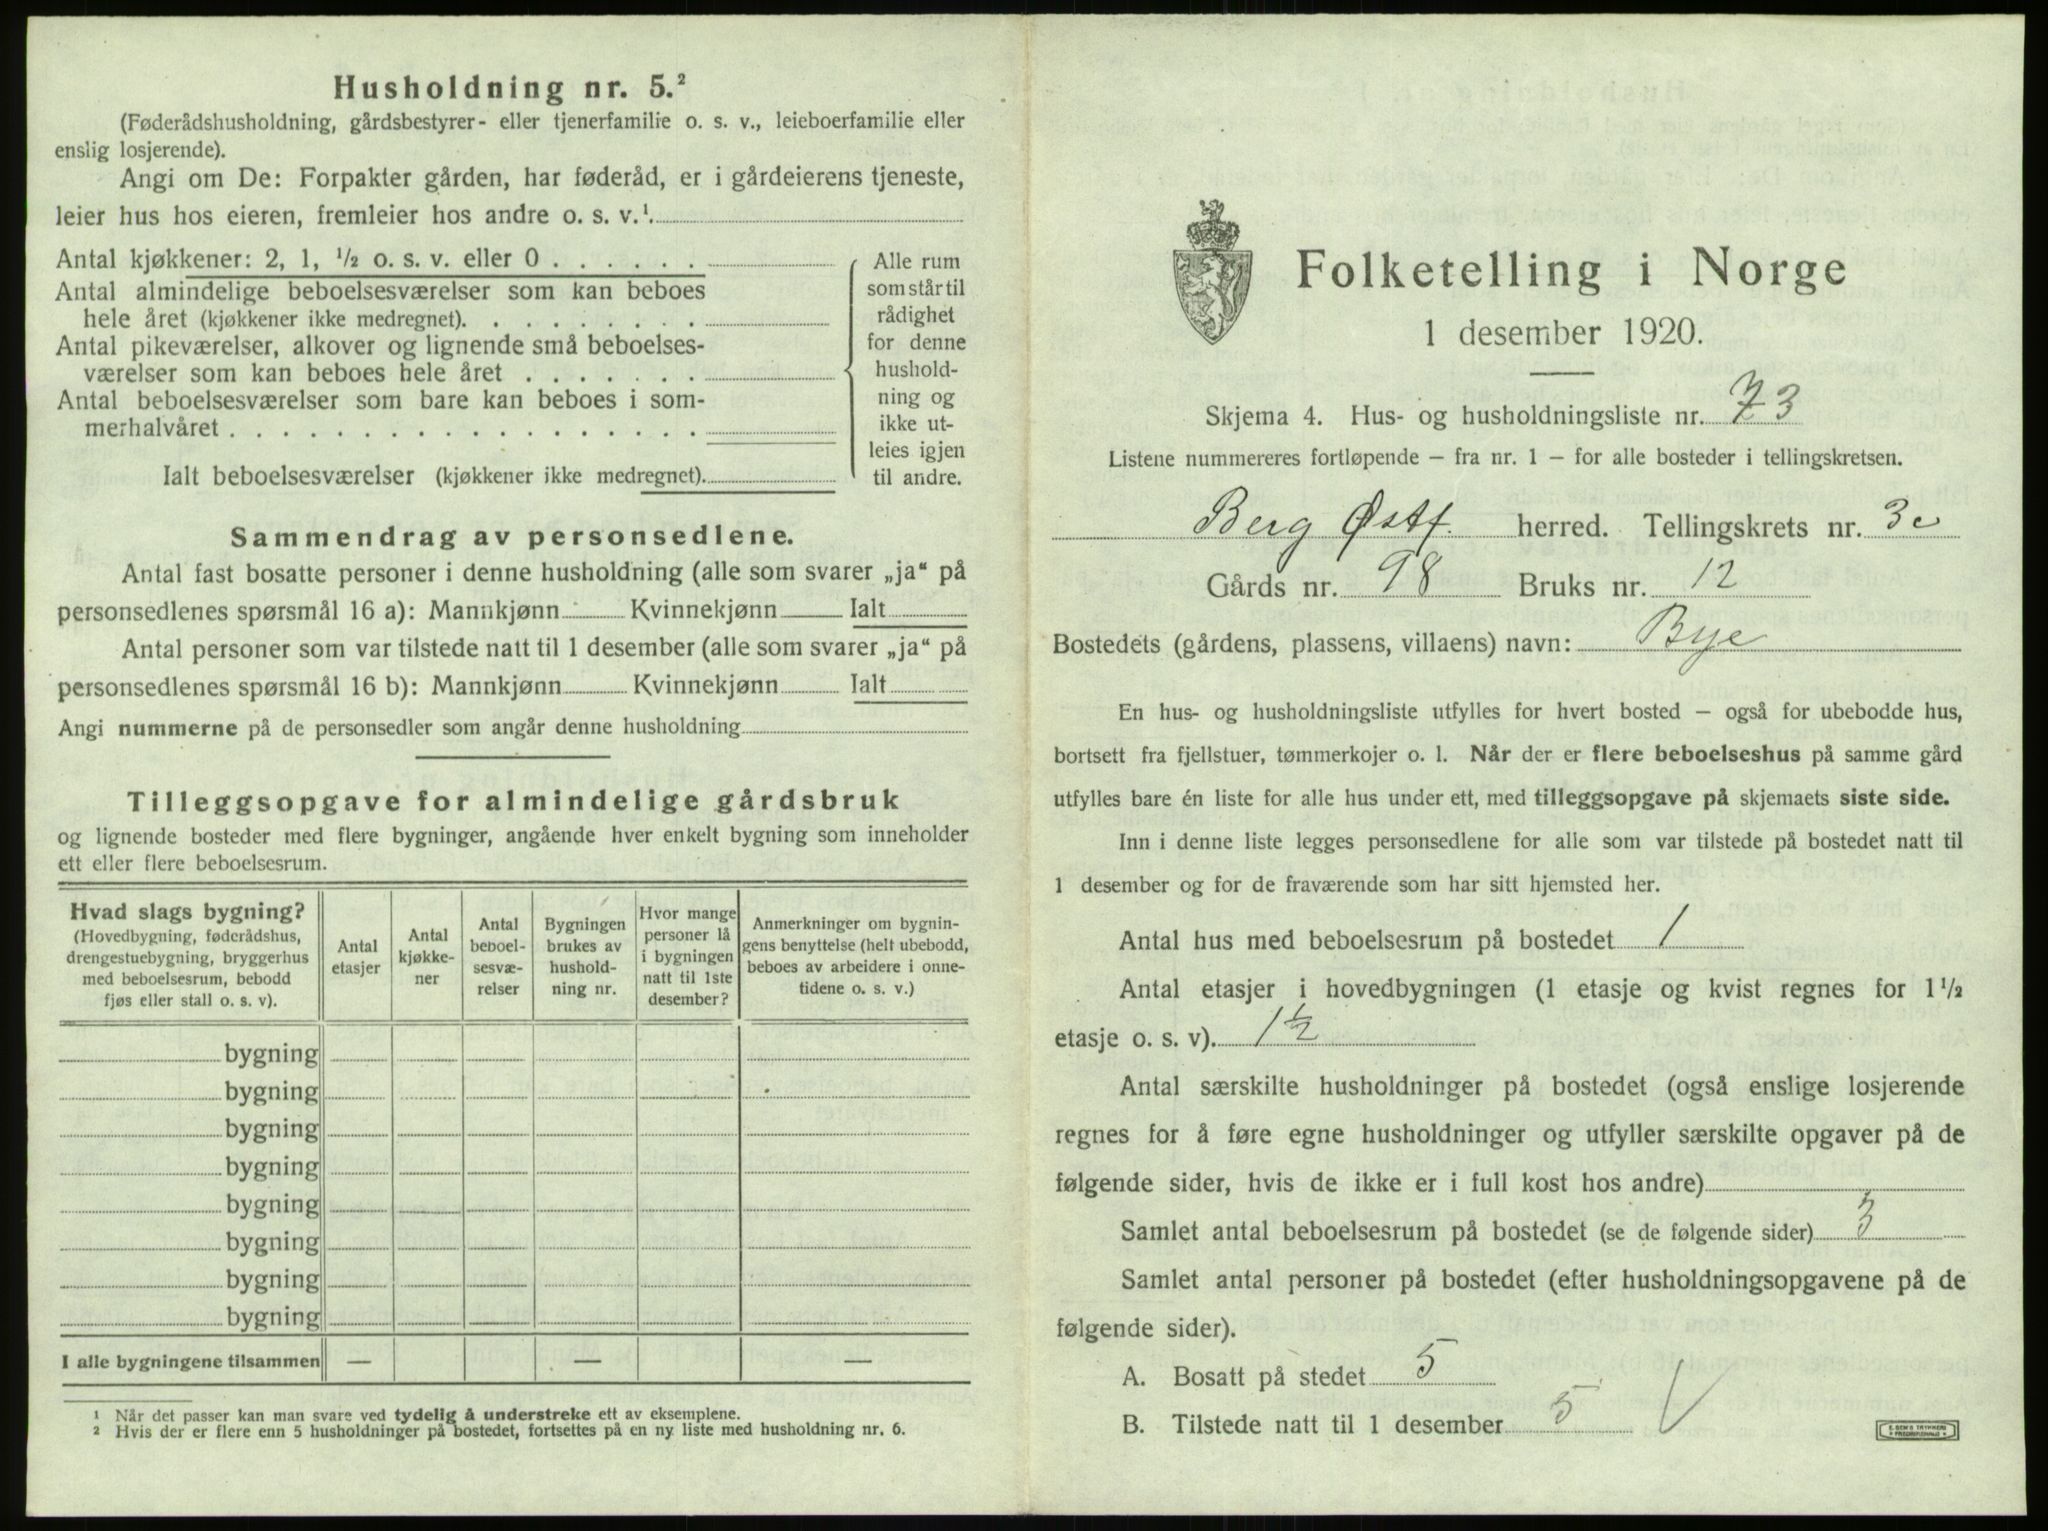 Husholdning nr. 5.²
(Føderådshusholdning, gårdsbestyrer- eller tjenerfamilie o. s. v., leieboerfamilie eller
enslig losjerende).
Angi om De: Forpakter gården, har føderåd, er i gårdeierens tjeneste,
leier hus hos eieren, fremleier hos andre o. s. v.¹
Antal kjøkkener: 2, 1, ½ o. s. v. eller 0 . . . . . .
Antal almindelige beboelsesværelser som kan beboes
hele året (kjøkkener ikke medregnet). . . . . . . . .
Antal pikeværelser, alkover og lignende små beboelses-
værelser som kan beboes hele året . . . . . . .
Antal beboelsesværelser som bare kan beboes i som-
merhalvåret . . . . . . . . . . . . . . . . . .
Ialt beboelsesværelser (kjøkkener ikke medregnet).
Alle rum
som står til
rådighet
for denne
hushold-
ning og
ikke ut-
leies igjen
til andre.
Sammendrag av personsedlene.
Antal fast bosatte personer i denne husholdning (alle som svarer „ja“ på
personsedlenes spørsmål 16 a): Mannkjønn Kvinnekjønn Ialt
Antal personer som var tilstede natt til 1 desember (alle som svarer „ja“ på
personsedlenes spørsmål 16 b): Mannkjønn Kvinnekjønn Ialt
Angi nummerne på de personsedler som angår denne husholdning
Tilleggsopgave for almindelige gårdsbruk
og lignende bosteder med flere bygninger, angående hver enkelt bygning som inneholder
ett eller flere beboelsesrum.
Hvad slags bygning?
(Hovedbygning, føderådshus,
drengestuebygning, bryggerhus
med beboelsesrum, bebodd
fjøs eller stall o. s. v).
Antal
etasjer
Antal
kjøkke-
ner
Antal
beboel-
sesvæ-
relser
Bygningen
brukes av
hushold-
ning nr.
Hvor mange
personer lå
i bygningen
natt til 1ste
desember?
Anmerkninger om bygnin-
gens benyttelse (helt ubebodd,
beboes av arbeidere i onne-
tidene o. s. v.)
bygning
bygning
bygning
bygning
bygning
bygning
bygning
bygning
I alle bygningene tilsammen — — —
¹ Når det passer kan man svare ved tydelig å understreke ett av eksemplene.
² Hvis der er flere enn 5 husholdninger på bostedet, fortsettes på en ny liste med husholdning nr. 6.
Folketelling i Norge
1 desember 1920.
Skjema 4. Hus- og husholdningsliste nr. 73
Listene nummereres fortløpende — fra nr. 1 — for alle bosteder i tellingskretsen.
Berg Østf. herred. Tellingskrets nr. 3c
Gårds nr. 98 Bruks nr. 12
Bostedets (gårdens, plassens, villaens) navn: Bye
En hus- og husholdningsliste utfylles for hvert bosted — også for ubebodde hus,
bortsett fra fjellstuer, tømmerkojer o. l. Når der er flere beboelseshus på samme gård
utfylles bare én liste for alle hus under ett, med tilleggsopgave på skjemaets siste side.
Inn i denne liste legges personsedlene for alle som var tilstede på bostedet natt til
1 desember og for de fraværende som har sitt hjemsted her.
Antal hus med beboelsesrum på bostedet 1
Antal etasjer i hovedbygningen (1 etasje og kvist regnes for 1½
etasje o. s. v). 1½
Antal særskilte husholdninger på bostedet (også enslige losjerende
regnes for å føre egne husholdninger og utfyller særskilte opgaver på de
følgende sider, hvis de ikke er i full kost hos andre)
Samlet antal beboelsesrum på bostedet (se de følgende sider) 3
Samlet antal personer på bostedet (efter husholdningsopgavene på de
følgende sider).
A. Bosatt på stedet 5
B. Tilstede natt til 1 desember 5